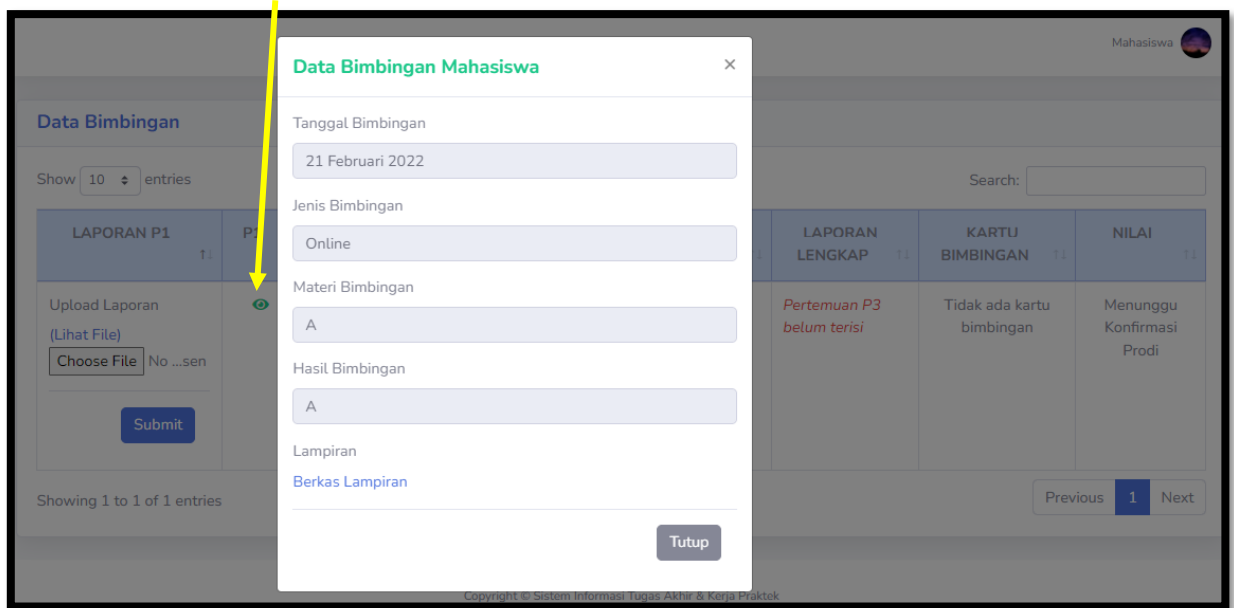 Mahasiswa
Data Bimbingan Mahasiswa ×
Data Bimbingan
Tanggal Bimbingan
21 Februari 2022
Show 10 entries
Search:
Jenis Bimbingan
Online
LAPORAN P1
LAPORAN LENGKAP
KARTU BIMBINGAN
NILAI
Materi Bimbingan
A
Upload Laporan
(Lihat File)
Choose File No ...sen
Submit
Pertemuan P3
belum terisi
Tidak ada kartu
bimbingan
Menunggu
Konfirmasi
Prodi
Hasil Bimbingan
A
Lampiran
Berkas Lampiran
Showing 1 to 1 of 1 entries
Previous 1 Next
Tutup
Copyright © Sistem Informasi Tugas Akhir & Kerja Praktek